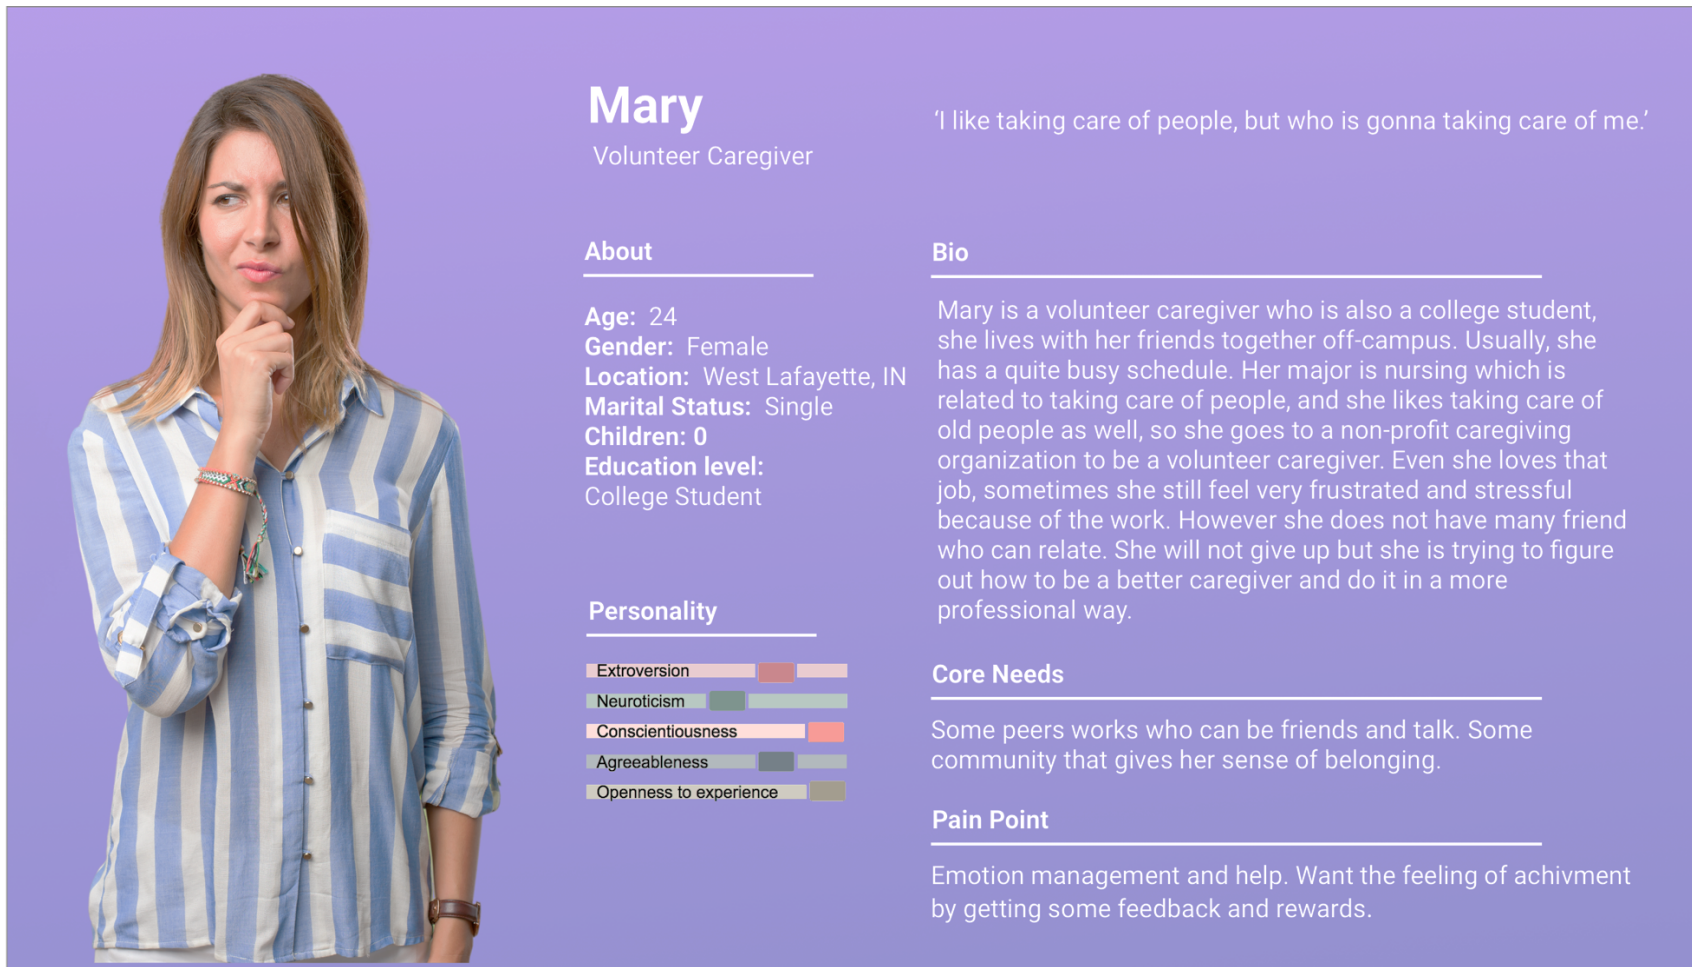 Mary
Volunteer Caregiver
‘I like taking care of people, but who is gonna taking care of me.’
About
Age: 24
Gender: Female
Location: West Lafayette, IN
Marital Status: Single
Children: 0
Education level:
College Student
Personality
Extroversion
Neuroticism
Conscientiousness
Agreeableness
Openness to experience
Bio
Mary is a volunteer caregiver who is also a college student,
she lives with her friends together off-campus. Usually, she
has a quite busy schedule. Her major is nursing which is
related to taking care of people, and she likes taking care of
old people as well, so she goes to a non-profit caregiving
organization to be a volunteer caregiver. Even she loves that
job, sometimes she still feel very frustrated and stressful
because of the work. However she does not have many friend
who can relate. She will not give up but she is trying to figure
out how to be a better caregiver and do it in a more
professional way.
Core Needs
Some peers works who can be friends and talk. Some
community that gives her sense of belonging.
Pain Point
Emotion management and help. Want the feeling of achivment
by getting some feedback and rewards.